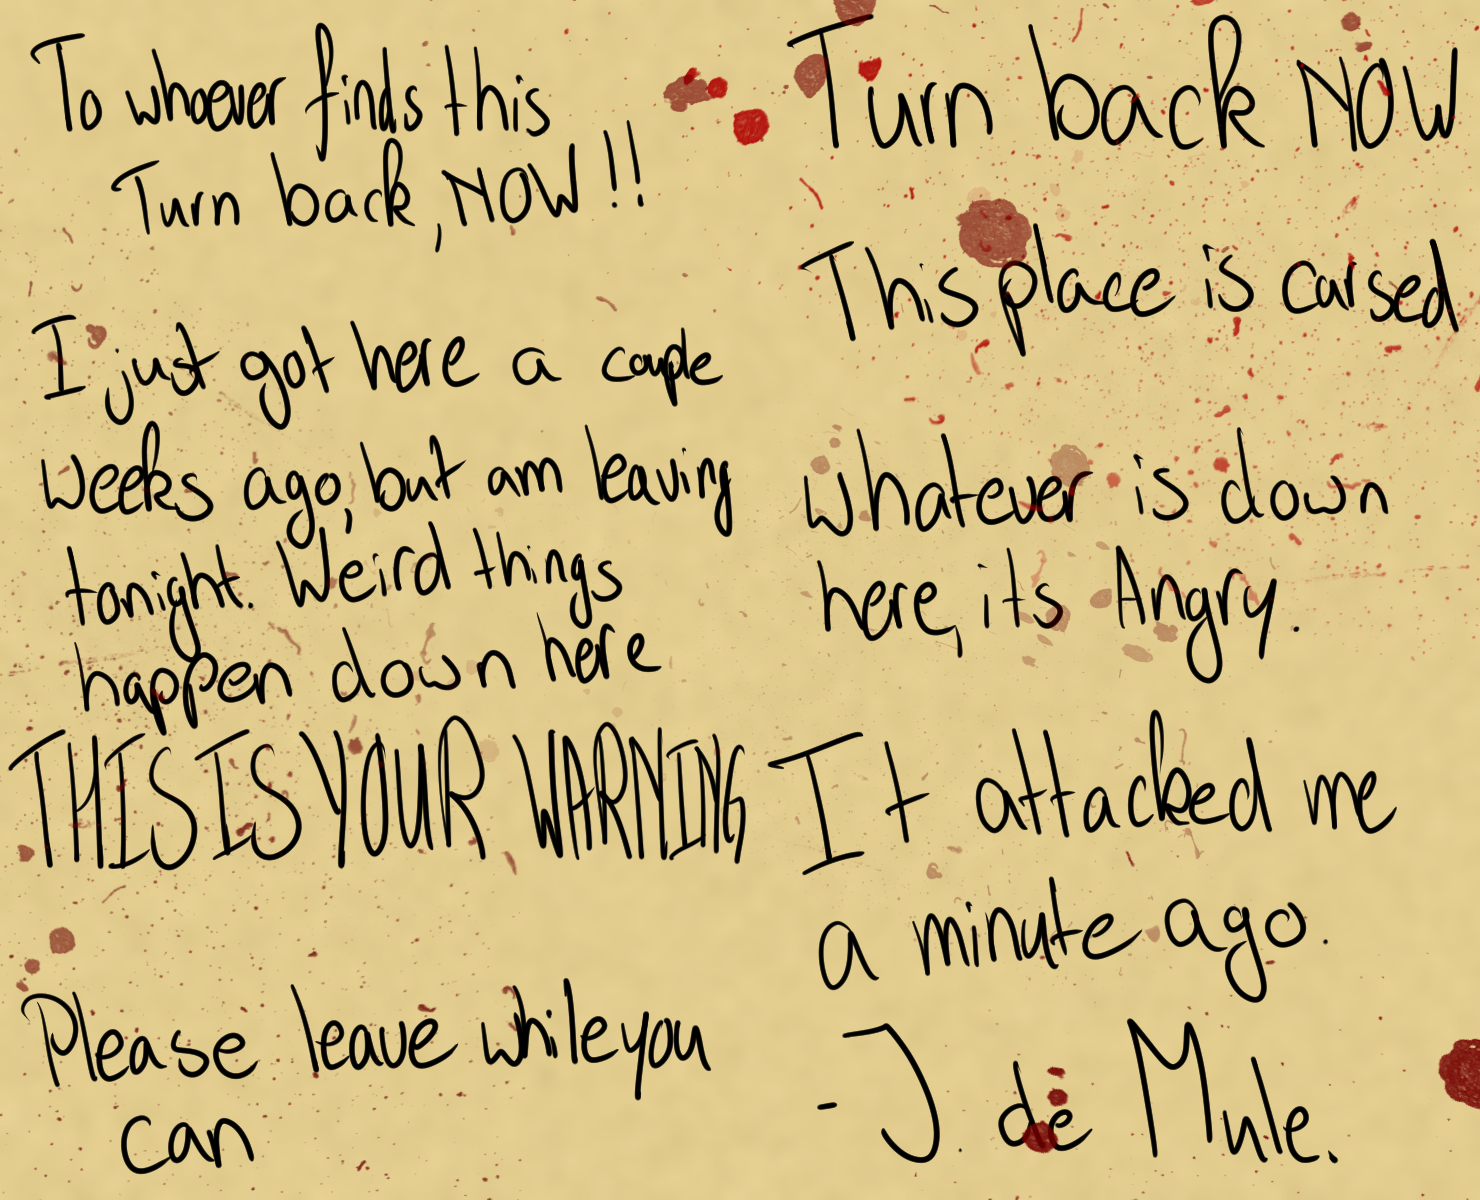 To whoever finds this
Turn back, NOW!!
I just got here a couple
weeks ago, but am leaving
tonight. Weird things
happen down here
THIS IS YOUR WARNING
Please leave while you
can
Turn back NOW
This place is carsed
whatever is down
here, its Angry.
It attacked me
a minute ago.
- J. de Mule.